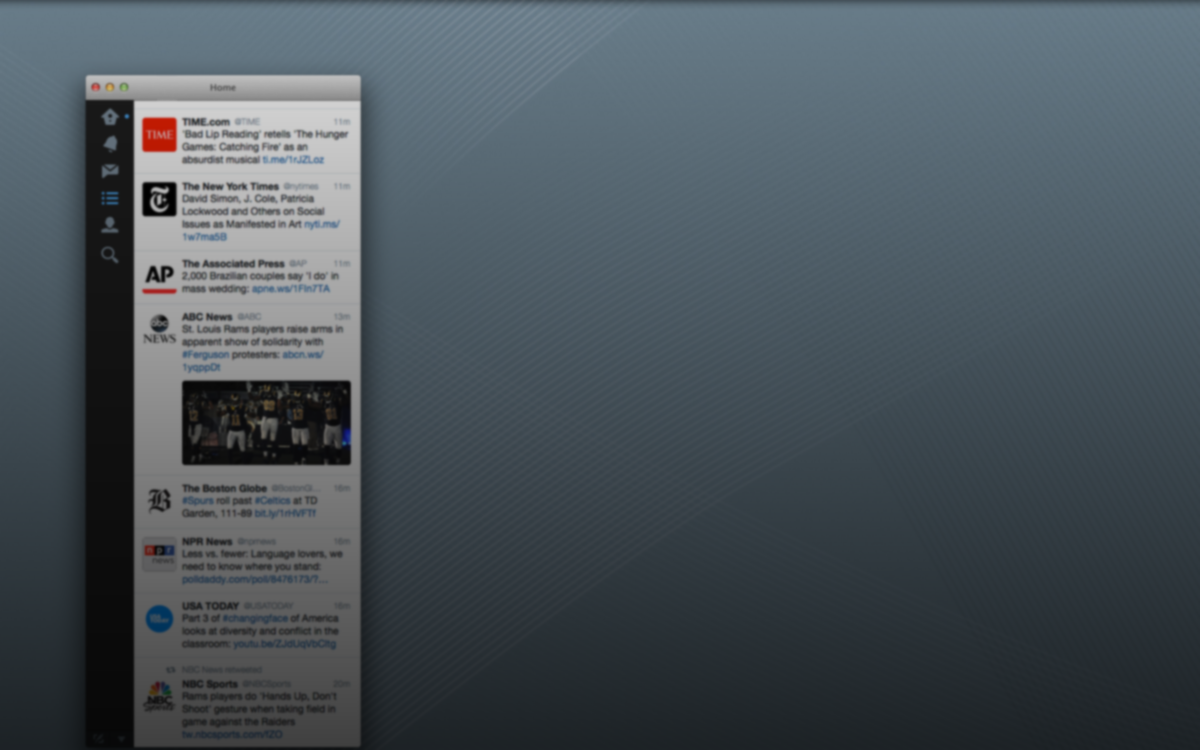 Home
TIME
TIME.com @TIME 11m
'Bad Lip Reading' retells 'The Hunger
Games: Catching Fire' as an
absurdist musical ti.me/1rJZLoz
The New York Times @nytimes 11m
David Simon, J. Cole, Patricia
Lockwood and Others on Social
Issues as Manifested in Art nyti.ms/
1w7ma5B
AP
The Associated Press @AP 11m
2,000 Brazilian couples say 'I do' in
mass wedding: apne.ws/1Fln7TA
abc
NEWS
ABC News @ABC 13m
St. Louis Rams players raise arms in
apparent show of solidarity with
#Ferguson protesters: abcn.ws/
1yqppDt
B
The Boston Globe @BostonGl... 16m
#Spurs roll past #Celtics at TD
Garden, 111-89 bit.ly/1rHVFTf
npr
news
NPR News @nprnews 16m
Less vs. fewer: Language lovers, we
need to know where you stand:
polldaddy.com/poll/8476173/?...
USA TODAY @USATODAY 16m
Part 3 of #changingface of America
looks at diversity and conflict in the
classroom: youtu.be/ZJdUqVbCltg
NBC News retweeted
NBC
Sports
NBC Sports @NBCSports 20m
Rams players do 'Hands Up, Don't
Shoot' gesture when taking field in
game against the Raiders
tw.nbcsports.com/fZO